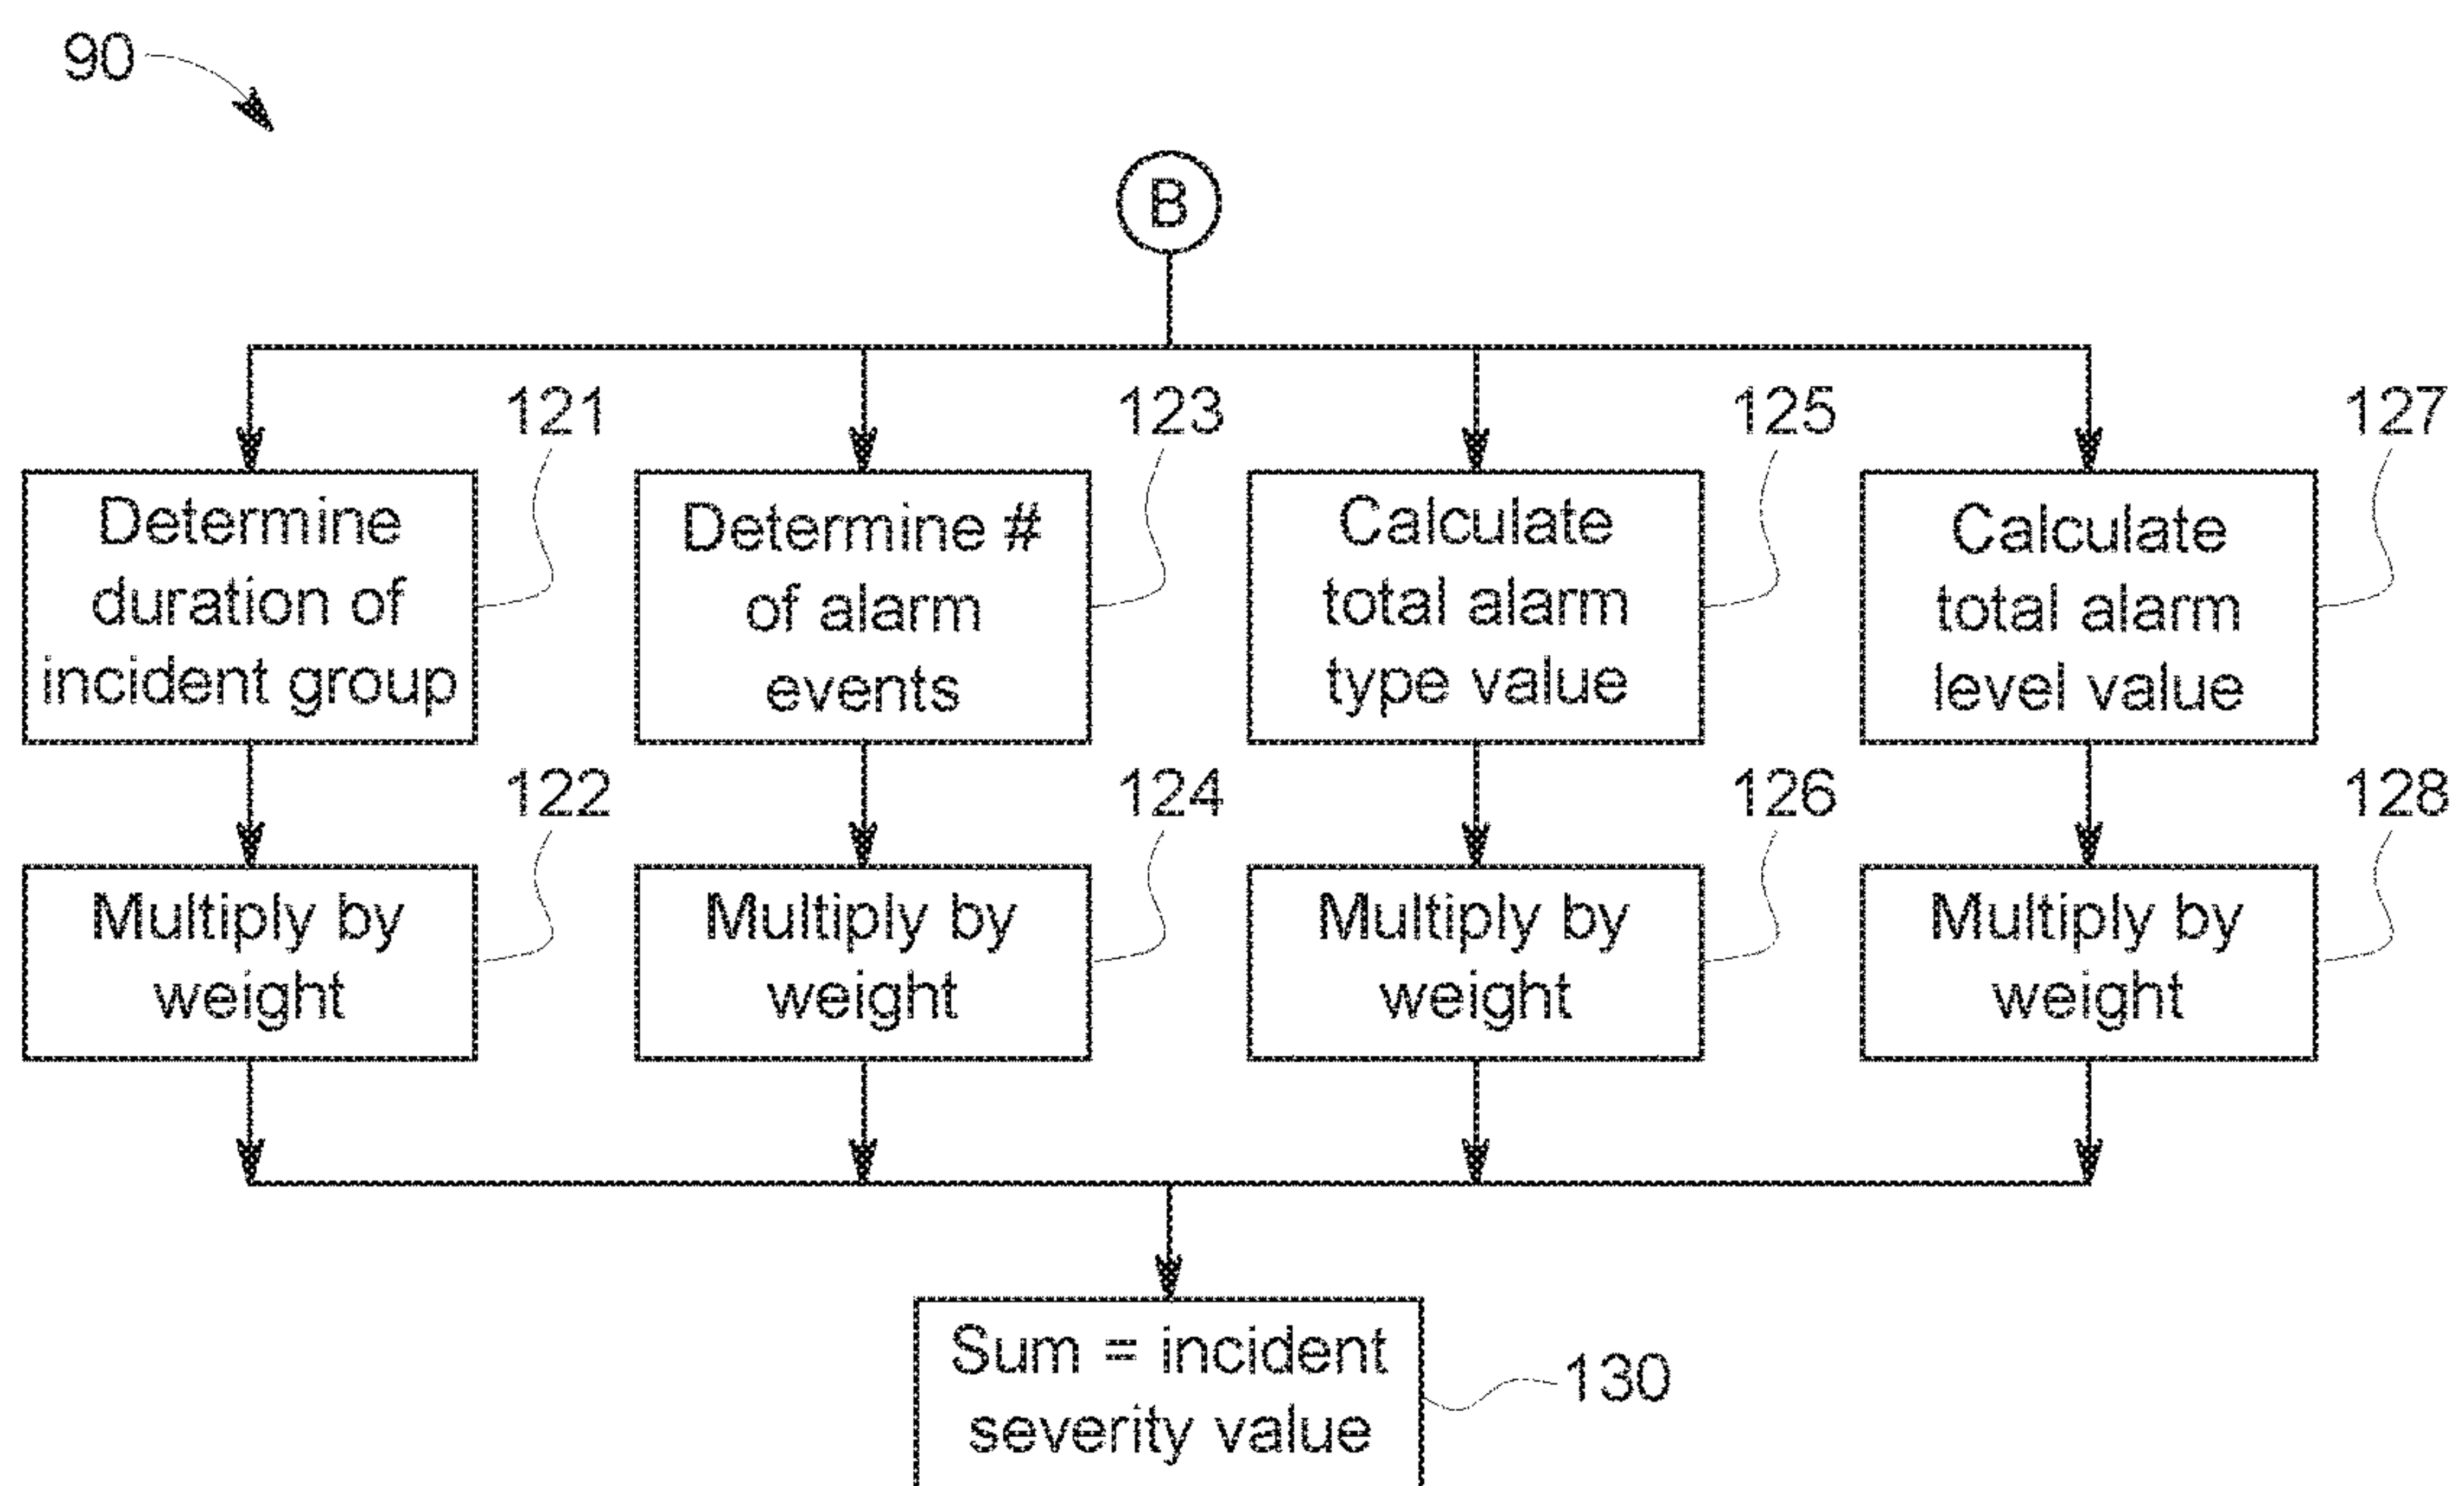 90
B
121
123
125
127
Determine
duration of
incident group
Determine #
of alarm
events
Calculate
total alarm
type value
Calculate
total alarm
level value
122
124
126
128
Multiply by
weight
Multiply by
weight
Multiply by
weight
Multiply by
weight
Sum = incident
severity value
130